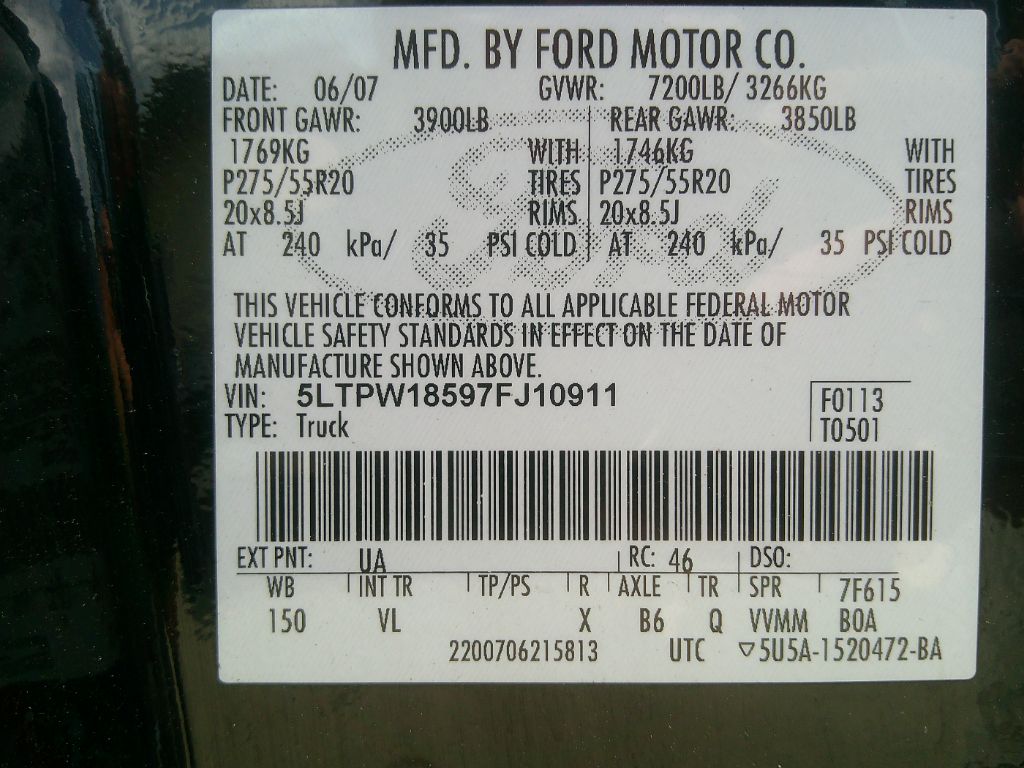 MFD. BY FORD MOTOR CO.
DATE: 06/07 GVWR: 7200LB/ 3266KG
FRONT GAWR: 3900LB REAR GAWR: 3850LB
1769KG WITH 1746KG WITH
P275/55R20 TIRES P275/55R20 TIRES
20x8.5J RIMS 20x8.5J RIMS
AT 240 kPa/ 35 PSI COLD AT 240 kPa/ 35 PSI COLD
Ford
THIS VEHICLE CONFORMS TO ALL APPLICABLE FEDERAL MOTOR
VEHICLE SAFETY STANDARDS IN EFFECT ON THE DATE OF
MANUFACTURE SHOWN ABOVE.
VIN: 5LTPW18597FJ10911 F0113
TYPE: Truck T0501
EXT PNT: UA RC: 46 DSO:
WB INT TR TP/PS R AXLE TR SPR 7F615
150 VL X B6 Q VVMM BOA
2200706215813 UTC ▽5U5A-1520472-BA